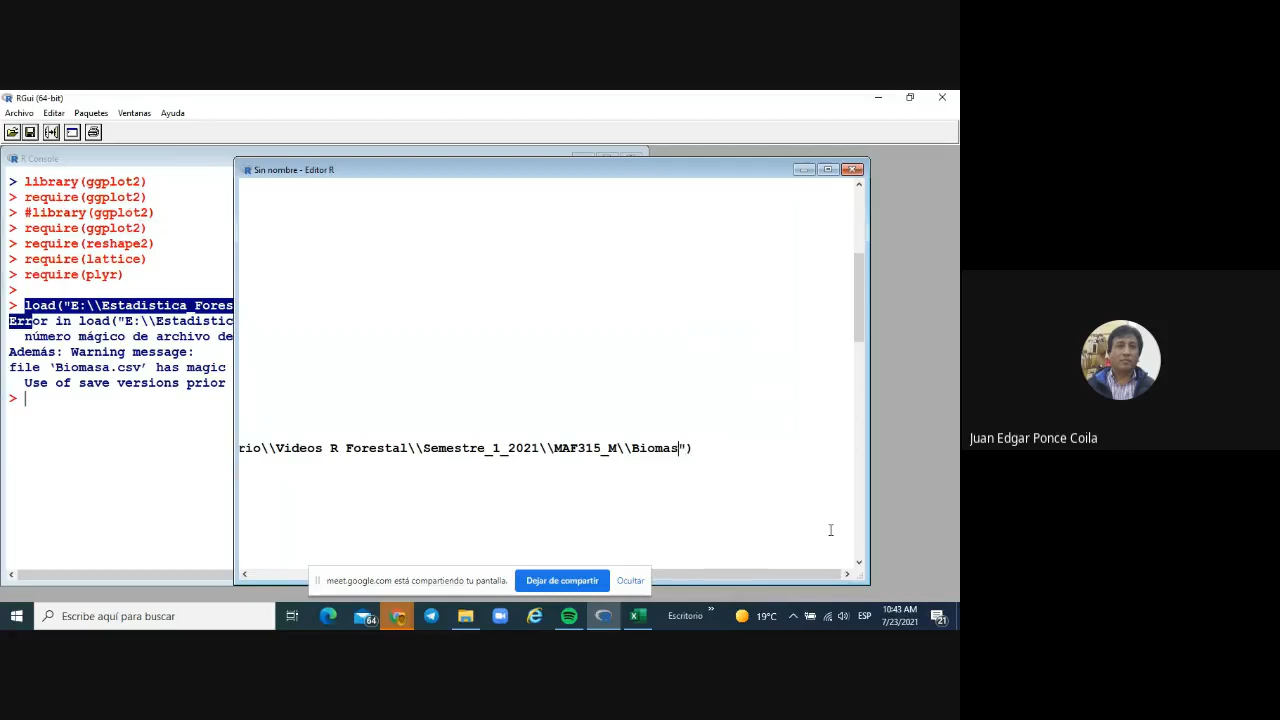 RGui (64-bit)
Archivo Editar Paquetes Ventanas Ayuda
R Console
> library(ggplot2)
> require(ggplot2)
> #library(ggplot2)
> require(ggplot2)
> require(reshape2)
> require(lattice)
> require(plyr)
>
> load("E:\\Estadistica_Fores
Error in load("E:\\Estadistic
número mágico de archivo de
Además: Warning message:
file ‘Biomasa.csv’ has magic
Use of save versions prior
>
Sin nombre - Editor R
rio\\Videos R Forestal\\Semestre_1_2021\\MAF315_M\\Biomas")
meet.google.com está compartiendo tu pantalla. Dejar de compartir Ocultar
Juan Edgar Ponce Coila
Escribe aquí para buscar
64
Escritorio
19°C
ESP
10:43 AM
7/23/2021
21